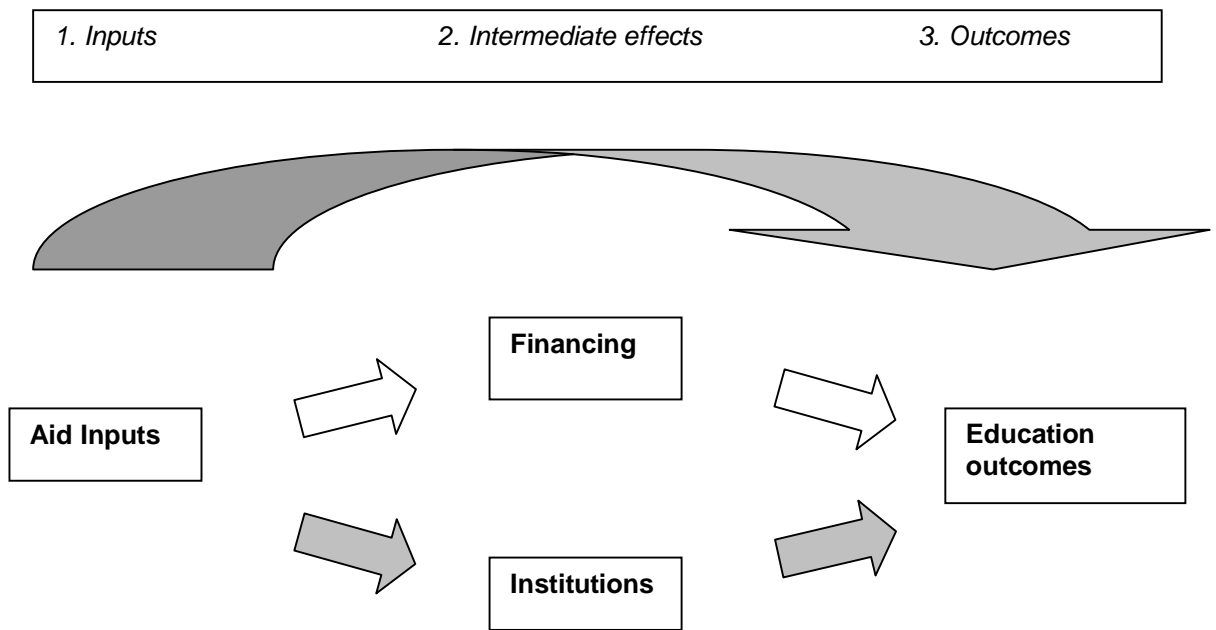 1. Inputs 2. Intermediate effects 3. Outcomes
Financing
Aid Inputs
Education
outcomes
Institutions